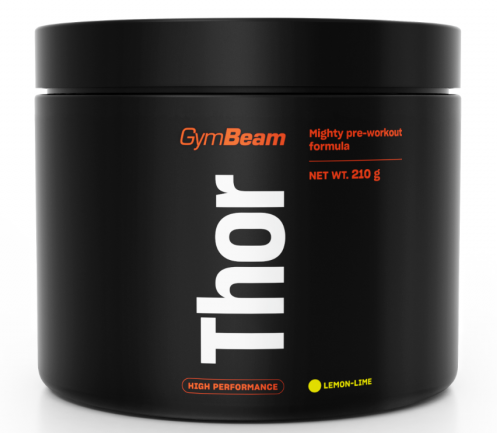 GymBeam
Mighty pre-workout
formula
NET WT. 210 g
Thor
HIGH PERFORMANCE
LEMON-LIME